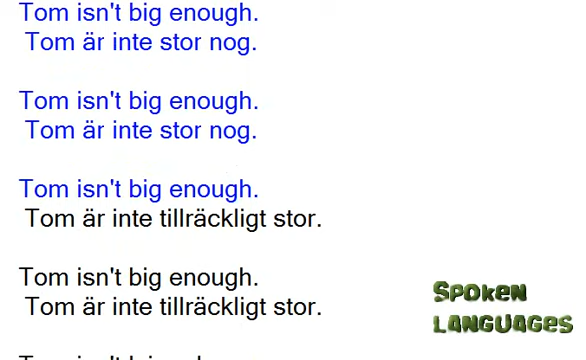 Tom isn't big enough.
Tom är inte stor nog.
Tom isn't big enough.
Tom är inte stor nog.
Tom isn't big enough.
Tom är inte tillräckligt stor.
Tom isn't big enough.
Tom är inte tillräckligt stor.
Spoken
Languages